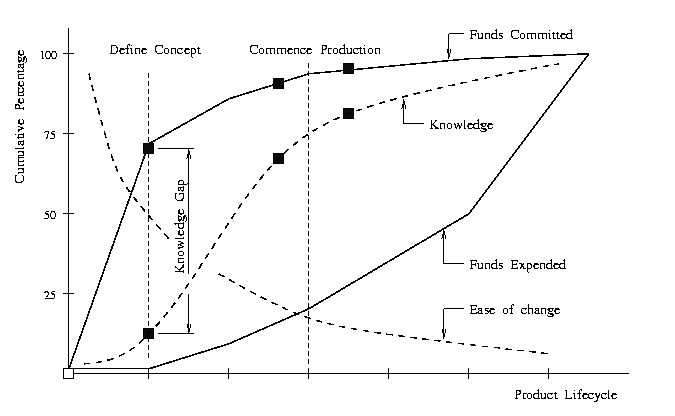 Funds Committed
Define Concept
Commence Production
Cumulative Percentage
100
75
50
25
Knowledge
Knowledge Gap
Funds Expended
Ease of change
Product Lifecycle